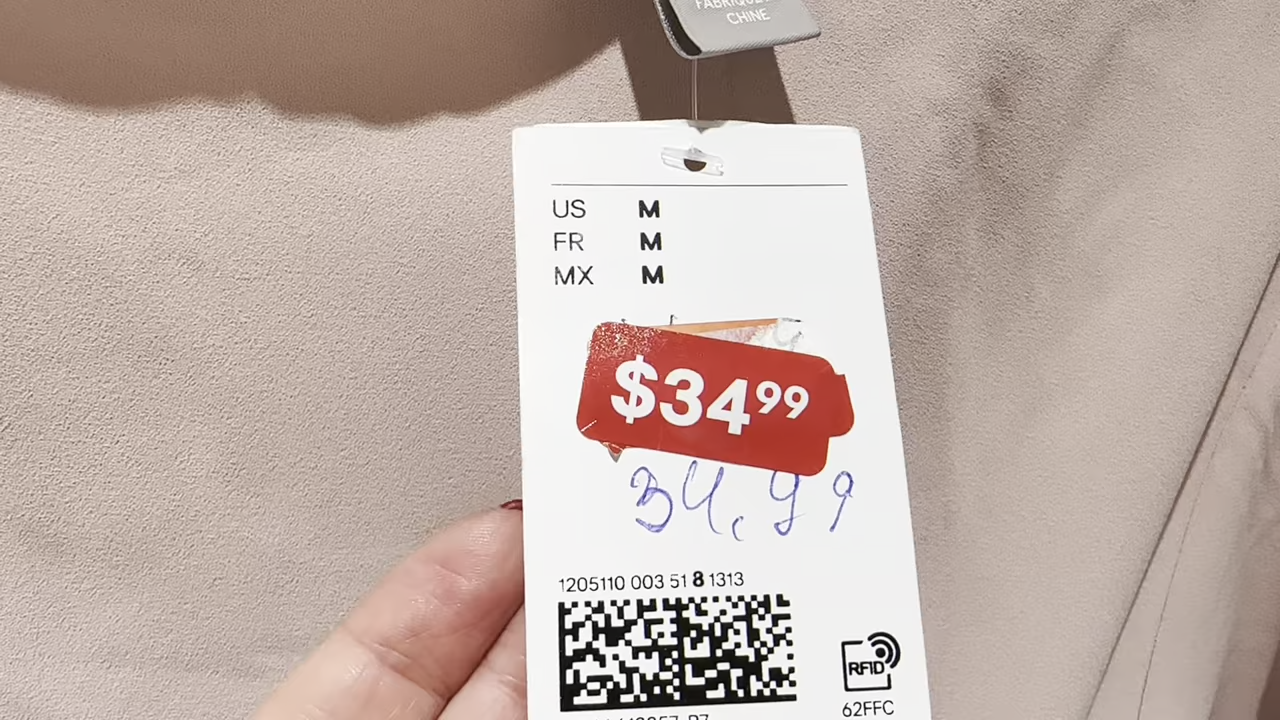 CHINE
US M
FR M
MX M
$34.99
34,99
1205110 003 51 8 1313
RFID
62FFC